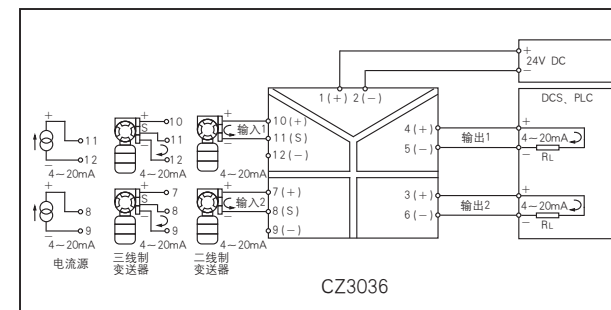 +
24V DC
−
1(+) 2(−)
DCS、PLC
+
11
−
12
4~20mA
+
10
S
11
−
12
4~20mA
+
输入1
−
4~20mA
10(+)
11(S)
12(−)
4(+)
5(−)
输出1
+
4~20mA
−
RL
+
8
−
9
4~20mA
+
7
S
8
−
9
4~20mA
+
输入2
−
4~20mA
7(+)
8(S)
9(−)
3(+)
6(−)
输出2
+
4~20mA
−
RL
电流源
三线制
变送器
二线制
变送器
CZ3036